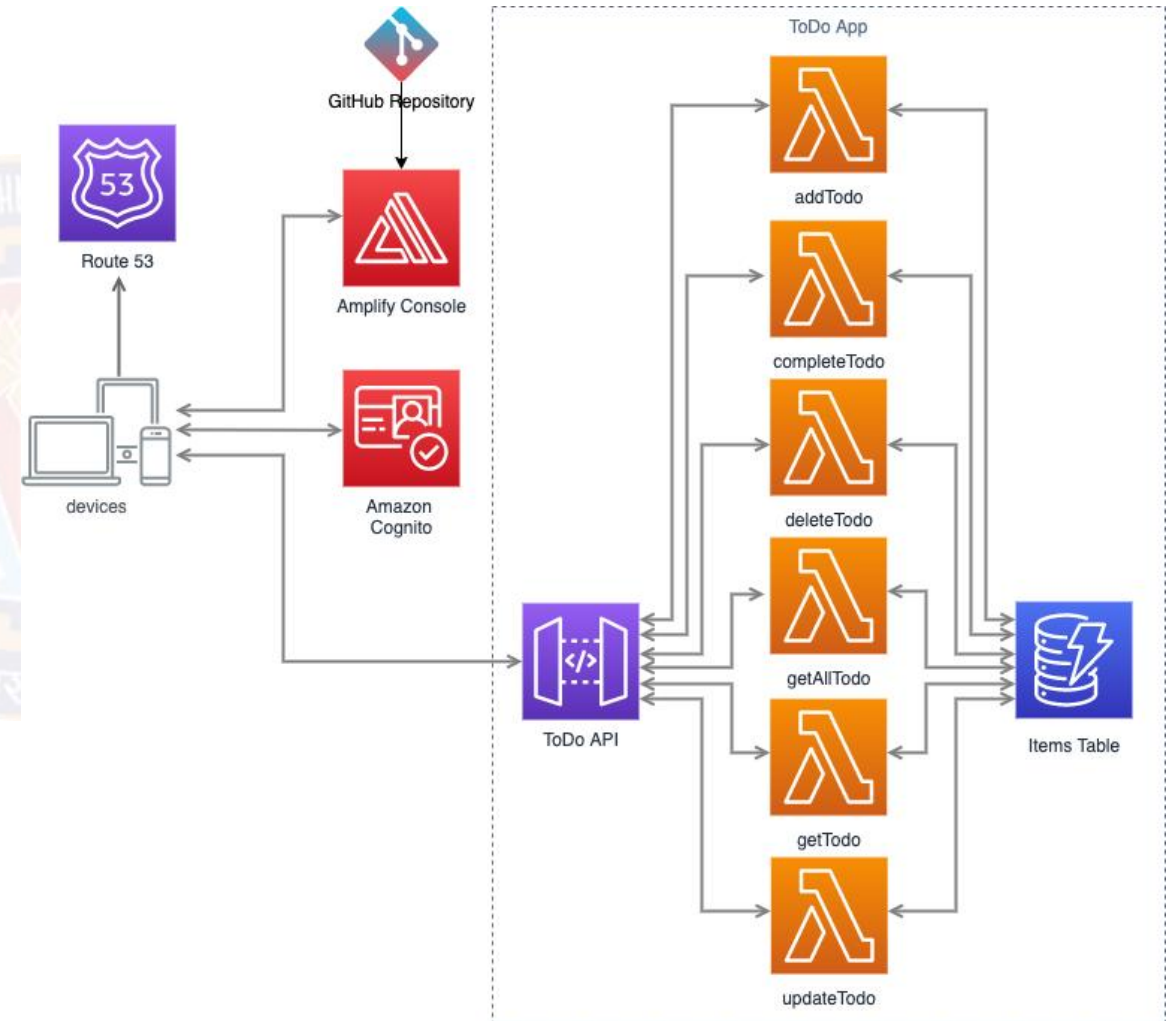 ToDo App
GitHub Repository
53
Route 53
Amplify Console
devices
Amazon
Cognito
addTodo
completeTodo
deleteTodo
getAllTodo
getTodo
updateTodo
</>
ToDo API
Items Table